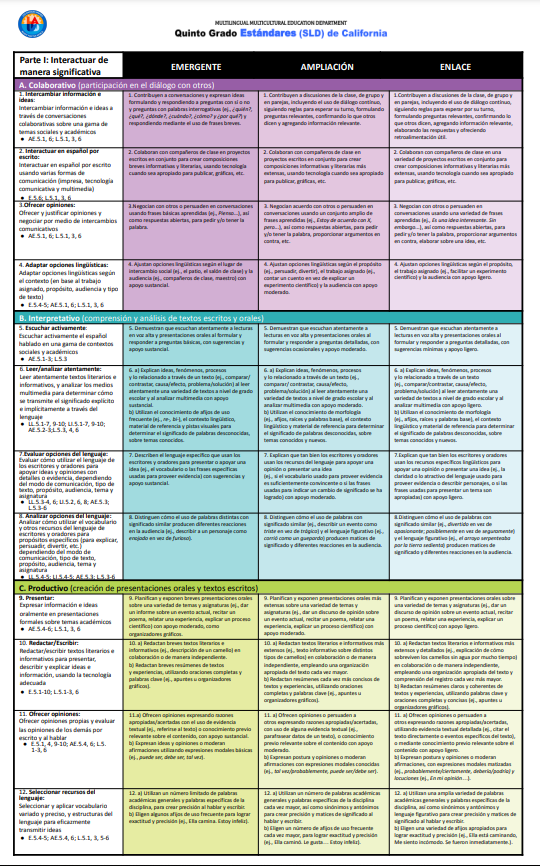 MULTILINGUAL MULTICULTURAL EDUCATION DEPARTMENT
Quinto Grado Estándares (SLD) de California
Parte I: Interactuar de
manera significativa
EMERGENTE
AMPLIACIÓN
ENLACE
A. Colaborativo (participación en el diálogo con otros)
1. Intercambiar información e
ideas:
Intercambiar información e ideas a
través de conversaciones
colaborativas sobre una gama de
temas sociales y académicos
• AE.5.1, 6; L.5.1, 3, 6
1. Contribuyen a conversaciones y expresan ideas
formulando y respondiendo a preguntas con sí o no
y preguntas con palabras interrogativas (ej., ¿quién?,
¿qué?, ¿dónde?, ¿cuándo?, ¿cómo? y ¿por qué?) y
respondiendo mediante el uso de frases breves.
1. Contribuyen a discusiones de la clase, de grupo y
en parejas, incluyendo el uso de diálogo continuo,
siguiendo reglas para esperar su turno, formulando
preguntas relevantes, confirmando lo que otros
dicen y agregando información relevante.
1.Contribuyen a discusiones de la clase, de grupo y en
parejas, incluyendo el uso de diálogo continuo,
siguiendo reglas para esperar por su turno,
formulando preguntas relevantes, confirmando lo que
otros dicen, agregando información relevante,
elaborando las respuestas y ofreciendo
retroalimentación útil.
2. Interactuar en español por
escrito:
Interactuar en español por escrito
usando varias formas de
comunicación (impresa, tecnología
comunicativa y multimedia)
• E.5.6; L.5.1, 3, 6
2. Colaboran con compañeros de clase en proyectos
escritos en conjunto para crear composiciones
breves informativas y literarias, usando tecnología
cuando sea apropiado para publicar, gráficas, etc.
2. Colaboran con compañeros de clase en proyectos
escritos en conjunto para crear composiciones
informativas y literarias más
extensas, usando tecnología cuando sea apropiado
para publicar, gráficas, etc.
2. Colaboran con compañeros de clase en una
variedad de proyectos escritos en conjunto para crear
composiciones informativas y literarias más
extensas, usando tecnología cuando sea apropiado
para publicar, gráficas, etc.
3.Ofrecer opiniones:
Ofrecer y justificar opiniones y
negociar por medio de intercambios
comunicativos
• AE.5.1, 6; L.5.1, 3, 6
3.Negocian con otros o persuaden en conversaciones
usando frases básicas aprendidas (ej., Pienso...), así
como respuestas abiertas, para pedir y/o tener la
palabra.
3. Negocian acuerdo con otros o persuaden en
conversaciones usando un conjunto amplio de
frases aprendidas (ej., Estoy de acuerdo con X,
pero...), así como respuestas abiertas, para pedir
y/o tener la palabra, proporcionar argumentos en
contra, etc.
3. Negocian con otros o persuaden en
conversaciones usando una variedad de frases
aprendidas (ej., Es una idea interesante. Sin
embargo...), así como respuestas abiertas, para pedir
y/o tener la palabra, proporcionar argumentos en
contra, elaborar sobre una idea, etc.
4. Adaptar opciones lingüísticas:
Adaptar opciones lingüísticas según
el contexto (en base al trabajo
asignado, propósito, audiencia y tipo
de texto)
• E.5.4-5; AE.5.1, 6; L.5.1, 3, 6
4. Ajustan opciones lingüísticas según el lugar de
intercambio social (ej., el patio, el salón de clase) y la
audiencia (ej., compañeros de clase, maestro) con
apoyo sustancial.
4. Ajustan opciones lingüísticas según el propósito
(ej., persuadir, divertir), el trabajo asignado (ej.,
contar un cuento en vez de explicar un
experimento científico) y la audiencia con apoyo
moderado.
4. Ajustan opciones lingüísticas según el propósito,
el trabajo asignado (ej., facilitar un experimento
científico) y la audiencia con apoyo ligero.
B. Interpretativo (comprensión y análisis de textos escritos y orales)
5. Escuchar activamente:
Escuchar activamente el español
hablado en una gama de contextos
sociales y académicos
• AE.5.1-3; L.5.3
5. Demuestran que escuchan atentamente a lecturas
en voz alta y presentaciones orales al formular y
responder a preguntas básicas, con sugerencias y
apoyo sustancial.
5. Demuestran que escuchan atentamente a
lecturas en voz alta y presentaciones orales al
formular y responder a preguntas detalladas, con
sugerencias ocasionales y apoyo moderado.
5. Demuestran que escuchan atentamente a lecturas
en voz alta y presentaciones orales al formular y
responder a preguntas detalladas, con
sugerencias mínimas y apoyo ligero.
6. Leer/analizar atentamente:
Leer atentamente textos literarios e
informativos, y analizar los medios
multimedia para determinar cómo
se transmite el significado explícito
e implícitamente a través del
lenguaje
• LL.5.1-7, 9-10; LI.5.1-7, 9-10;
AE.5.2-3; L.5.3, 4, 6
6. a) Explican ideas, fenómenos, procesos
y lo relacionado a través de un texto (ej., comparar/
contrastar, causa/efecto, problema/solución) al leer
atentamente una variedad de textos a nivel de grado
escolar y al analizar multimedia con apoyo
sustancial.
b) Utilizan el conocimiento de afijos de uso
frecuente (ej., re-, bi-), el contexto lingüístico,
material de referencia y pistas visuales para
determinar el significado de palabras desconocidas,
sobre temas conocidos.
6. a) Explican ideas, fenómenos, procesos
y lo relacionado a través de un texto (ej.,
comparar/ contrastar, causa/efecto,
problema/solución) al leer atentamente una
variedad de textos a nivel de grado escolar y al
analizar multimedia con apoyo moderado.
b) Utilizan el conocimiento de morfología (ej.,
afijos, raíces y palabras base), el contexto
lingüístico y material de referencia para determinar
el significado de palabras desconocidas, sobre
temas conocidos y nuevos.
6. a) Explican ideas, fenómenos, procesos
y lo relacionado a través de un texto
(ej., comparar/contrastar, causa/efecto,
problema/solución) al leer atentamente una
variedad de textos a nivel de grado escolar y al
analizar multimedia con apoyo ligero.
b) Utilizan el conocimiento de morfología
(ej., afijos, raíces y palabras base), el contexto
lingüístico y material de referencia para determinar el
significado de palabras desconocidas, sobre
temas conocidos y nuevos.
7.Evaluar opciones del lenguaje:
Evaluar cómo utilizan el lenguaje de
los escritores y oradores para
apoyar ideas y opiniones con
detalles o evidencia, dependiendo
del modo de comunicación, tipo de
texto, propósito, audiencia, tema y
asignatura
• LL.5.3-4, 6; LI.5.2, 6, 8; AE.5.3;
L.5.3-6
7. Describen el lenguaje específico que usan los
escritores y oradores para presentar o apoyar una
idea (ej., el vocabulario o las frases específicas
usadas para proveer evidencia) con sugerencias y
apoyo sustancial.
7. Explican que tan bien los escritores y oradores
usan los recursos del lenguaje para apoyar una
opinión o presentar una idea
(ej., si el vocabulario usado para proveer evidencia
es suficientemente convincente o si las frases
usadas para indicar un cambio de significado se ha
logrado) con apoyo moderado.
7. Explican que tan bien los escritores y oradores
usan los recursos específicos lingüísticos para
apoyar una opinión o presentar una idea (ej., la
claridad o lo atractivo del lenguaje usado para
proveer evidencia o describir personajes, o si las
frases usadas para presentar un tema son
apropiadas) con apoyo ligero.
8. Analizar opciones del lenguaje:
Analizar cómo utilizar el vocabulario
y otros recursos del lenguaje de
escritores y oradores para
propósitos específicos (para explicar,
persuadir, divertir, etc.)
dependiendo del modo de
comunicación, tipo de texto,
propósito, audiencia, tema y
asignatura
• LL.5.4-5; LI.5.4-5; AE.5.3; L.5.3-6
8. Distinguen cómo el uso de palabras distintas con
significado similar producen diferentes reacciones
en la audiencia (ej., describir a un personaje como
enojado en vez de furioso).
8. Distinguen cómo el uso de palabras con
significado similar (ej., describir un evento como
triste en vez de trágico) y el lenguaje figurativo (ej.,
corrió como un guepardo) producen matices de
significado y diferentes reacciones en la audiencia.
8. Distinguen cómo el uso de palabras con
significado similar (ej., divertido en vez de
apasionante, posiblemente en vez de seguramente)
y el lenguaje figurativo (ej., el arroyo serpenteaba
por la tierra sedienta) producen matices de
significado y diferentes reacciones en la audiencia.
C. Productivo (creación de presentaciones orales y textos escritos)
9. Presentar:
Expresar información e ideas
oralmente en presentaciones
formales sobre temas académicos
• AE.5.4-6; L.5.1, 3, 6
9. Planifican y exponen breves presentaciones orales
sobre una variedad de temas y asignaturas (ej., dar
un informe sobre un evento actual, recitar un
poema, relatar una experiencia, explicar un proceso
científico) con apoyo moderado, como
organizadores gráficos.
9. Planifican y exponen presentaciones orales más
extensas sobre una variedad de temas y
asignaturas (ej., dar un discurso de opinión sobre
un evento actual, recitar un poema, relatar una
experiencia, explicar un proceso científico) con
apoyo moderado.
9. Planifican y exponen presentaciones orales
sobre una variedad de temas y asignaturas (ej., dar un
discurso de opinión sobre un evento actual, recitar
un poema, relatar una experiencia, explicar un
proceso científico) con apoyo ligero.
10. Redactar/Escribir:
Redactar/escribir textos literarios e
informativos para presentar,
describir y explicar ideas e
información, usando la tecnología
adecuada
• E.5.1-10; L.5.1-3, 6
10. a) Redactan breves textos literarios e
informativos (ej., descripción de un camello) en
colaboración o de manera independiente.
b) Redactan breves resúmenes de textos
y experiencias, utilizando oraciones completas y
palabras clave (ej., apuntes u organizadores
gráficos).
10. a) Redactan textos literarios e informativos más
extensos (ej., texto informativo sobre distintos
tipos de camellos) en colaboración o de manera
independiente, empleando una organización
apropiada del texto cada vez mayor.
b) Redactan resúmenes cada vez más concisos de
textos y experiencias, utilizando oraciones
completas y palabras clave (ej., apuntes u
organizadores gráficos).
10. a) Redactan textos literarios e informativos más
extensos y detallados (ej., explicación de cómo
sobreviven los camellos sin agua por mucho tiempo)
en colaboración o de manera independiente,
empleando una organización apropiada del texto y
comprensión del registro cada vez mayor.
b) Redactan resúmenes claros y coherentes de
textos y experiencias, utilizando palabras clave y
oraciones completas y concisas (ej., apuntes u
organizadores gráficos).
11. Ofrecer opiniones:
Ofrecer opiniones propias y evaluar
las opiniones de los demás por
escrito y al hablar
• E.5.1, 4, 9-10; AE.5.4, 6; L.5.
1-3, 6
11.a) Ofrecen opiniones expresando razones
apropiadas/acertadas con el uso de evidencia
textual (ej., referirse al texto) o conocimiento
previo relevante sobre el contenido, con apoyo
sustancial.
b) Expresan ideas y opiniones o moderan
afirmaciones utilizando expresiones modales básicas
(ej., puede ser, debe ser, tal vez).
11. a) Ofrecen opiniones o persuaden a
otros expresando razones apropiadas/acertadas,
con uso de alguna evidencia textual (ej.,
parafrasear datos de un texto), o conocimiento
previo relevante sobre el contenido con apoyo
moderado.
b) Expresan postura y opiniones o moderan
afirmaciones con expresiones modales conocidas
(ej., tal vez/probablemente, puede ser/debe ser).
11. a) Ofrecen opiniones o persuaden a
otros expresando razones apropiadas/acertadas,
utilizando evidencia textual detallada (ej., citar el
texto directamente o eventos específicos del texto),
o mediante conocimiento previo relevante sobre el
contenido con apoyo ligero.
b) Expresan postura y opiniones o moderan
afirmaciones, con expresiones modales matizadas
(ej., probablemente/ciertamente, debería/podría) y
locuciones (ej., En mi opinión...).
12. Seleccionar recursos del
lenguaje:
Seleccionar y aplicar vocabulario
variado y preciso, y estructuras del
lenguaje para eficazmente
transmitir ideas
• E.5.4-5; AE.5.4, 6; L.5.1, 3, 5-6
12. a) Utilizan un número limitado de palabras
académicas generales y palabras específicas de la
disciplina, para crear precisión al hablar y escribir.
b) Eligen algunos afijos de uso frecuente para lograr
exactitud y precisión (ej., Ella camina. Estoy infeliz).
12. a) Utilizan un número de palabras académicas
generales y palabras específicas de la disciplina
cada vez mayor, así como sinónimos y antónimos
para crear precisión y matices de significado al
hablar y escribir.
b) Eligen un número de afijos de uso frecuente
cada vez mayor, para lograr exactitud y precisión
(ej., Ella caminó. Le gusta.... Estoy infeliz).
12. a) Utilizan una amplia variedad de palabras
académicas generales y palabras específicas de la
disciplina, así como sinónimos, antónimos y
lenguaje figurativo para crear precisión y matices de
significado al hablar y escribir.
b) Eligen una variedad de afijos apropiados para
lograr exactitud y precisión (ej., Ella está caminando,
Me siento incómodo. Se fueron inmediatamente.).